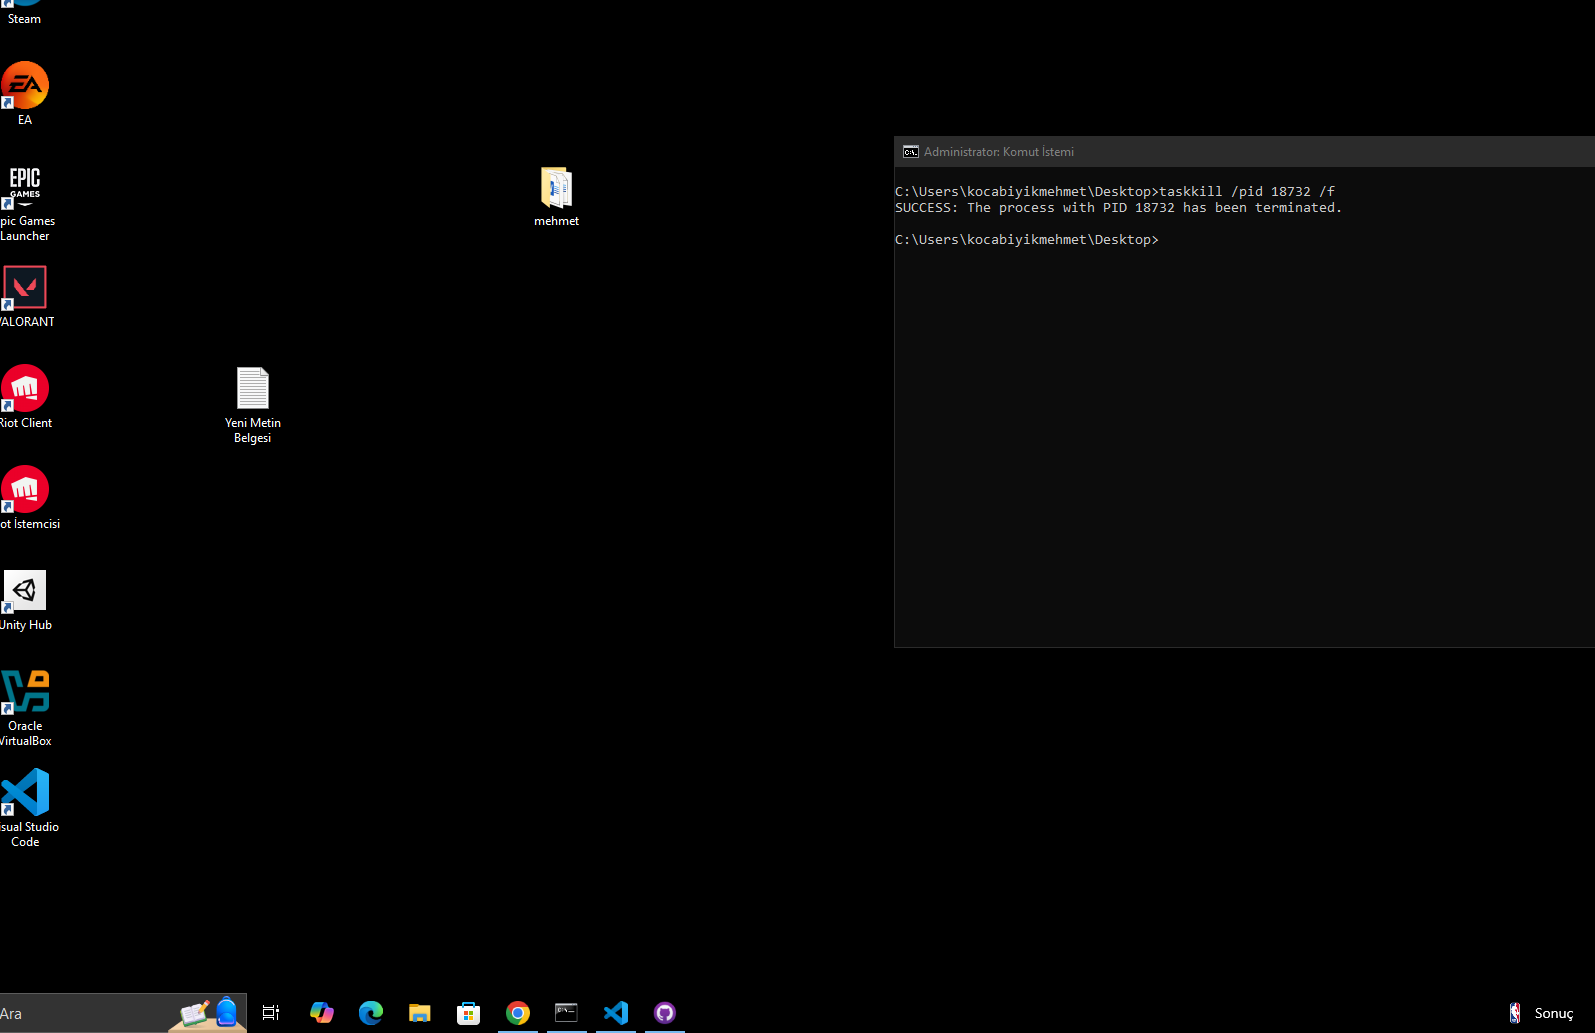 Steam
EA
EA
EPIC
GAMES
pic Games
Launcher
VALORANT
Riot Client
ot İstemcisi
Unity Hub
Oracle
VirtualBox
isual Studio
Code
mehmet
Yeni Metin
Belgesi
Administrator: Komut İstemi
C:\Users\kocabiyikmehmet\Desktop>taskkill /pid 18732 /f
SUCCESS: The process with PID 18732 has been terminated.
C:\Users\kocabiyikmehmet\Desktop>
Ara
Sonuç